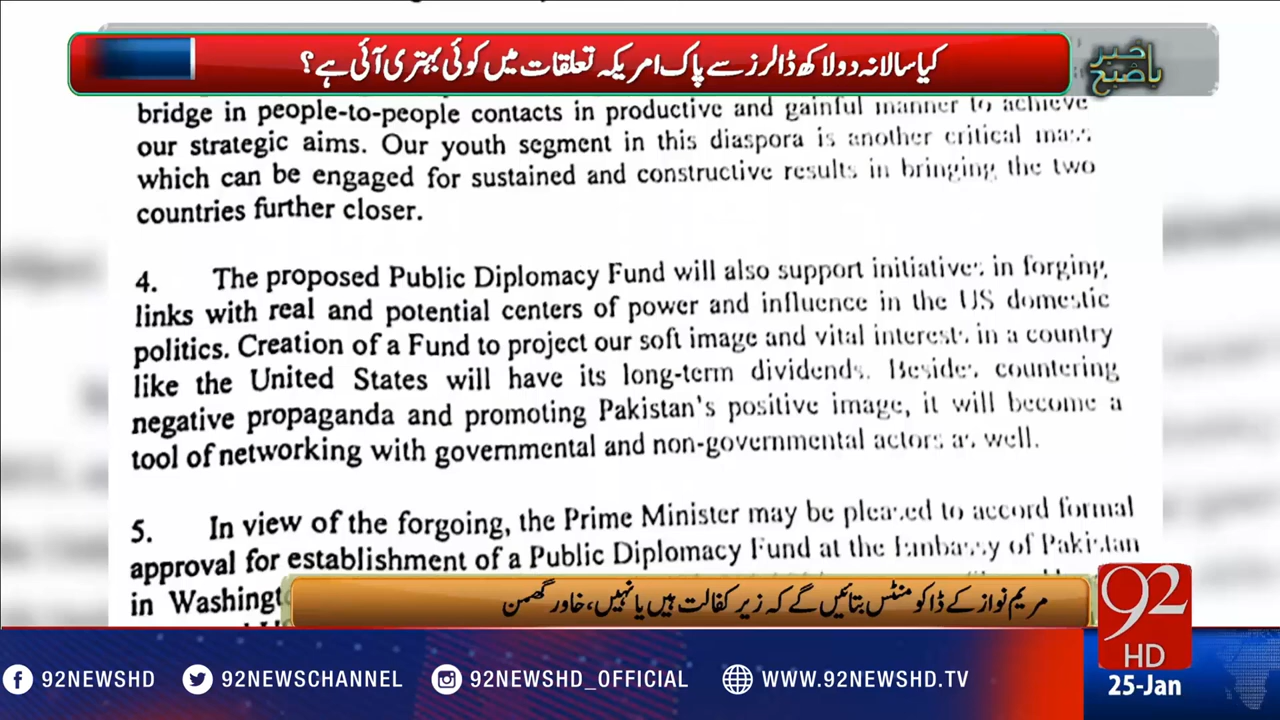 کیا سالانہ دو لاکھ ڈالرز سے پاک امریکہ تعلقات میں کوئی بہتری آئی ہے؟
باخبر صبح
bridge in people-to-people contacts in productive and gainful manner to achieve
our strategic aims. Our youth segment in this diaspora is another critical mass
which can be engaged for sustained and constructive results in bringing the two
countries further closer.
4. The proposed Public Diplomacy Fund will also support initiatives in forging
links with real and potential centers of power and influence in the US domestic
politics. Creation of a Fund to project our soft image and vital interests in a country
like the United States will have its long-term dividends. Besides countering
negative propaganda and promoting Pakistan's positive image, it will become a
tool of networking with governmental and non-governmental actors as well.
5. In view of the forgoing, the Prime Minister may be pleased to accord formal
approval for establishment of a Public Diplomacy Fund at the Embassy of Pakistan
in Washingt
مریم نواز کے ڈاکومنٹس بتائیں گے کہ زیر کفالت ہیں یا نہیں، خاور گھمن
92
HD
25-Jan
92NEWSHD
92NEWSCHANNEL
92NEWSHD_OFFICIAL
WWW.92NEWSHD.TV